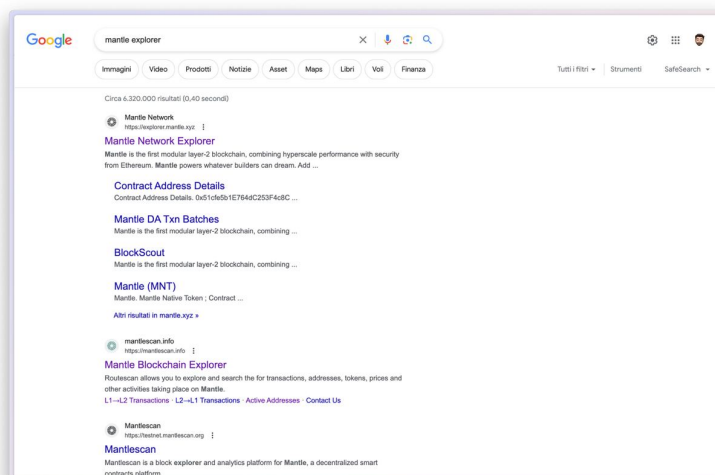 Google
mantle explorer
Immagini Video Prodotti Notizie Asset Maps Libri Voli Finanza
Tutti i filtri Strumenti SafeSearch
Circa 6.320.000 risultati (0,40 secondi)
Mantle Network
https://explorer.mantle.xyz
Mantle Network Explorer
Mantle is the first modular layer-2 blockchain, combining hyperscale performance with security
from Ethereum. Mantle powers whatever builders can dream. Add ...
Contract Address Details
Contract Address Details. 0x51cfe5b1E764dC253F4c8C ...
Mantle DA Txn Batches
Mantle is the first modular layer-2 blockchain, combining ...
BlockScout
Mantle is the first modular layer-2 blockchain, combining ...
Mantle (MNT)
Mantle. Mantle Native Token ; Contract ...
Altri risultati in mantle.xyz »
mantlescan.info
https://mantlescan.info
Mantle Blockchain Explorer
Routescan allows you to explore and search the for transactions, addresses, tokens, prices and
other activities taking place on Mantle.
L1→L2 Transactions · L2→L1 Transactions · Active Addresses · Contact Us
Mantlescan
https://testnet.mantlescan.org
Mantlescan
Mantlescan is a block explorer and analytics platform for Mantle, a decentralized smart
contracts platform.